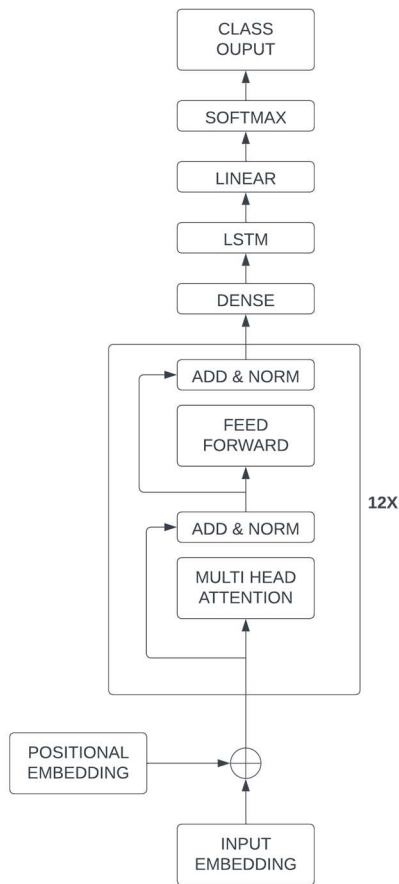 CLASS
OUPUT
SOFTMAX
LINEAR
LSTM
DENSE
ADD & NORM
FEED
FORWARD
12X
ADD & NORM
MULTI HEAD
ATTENTION
POSITIONAL
EMBEDDING
INPUT
EMBEDDING